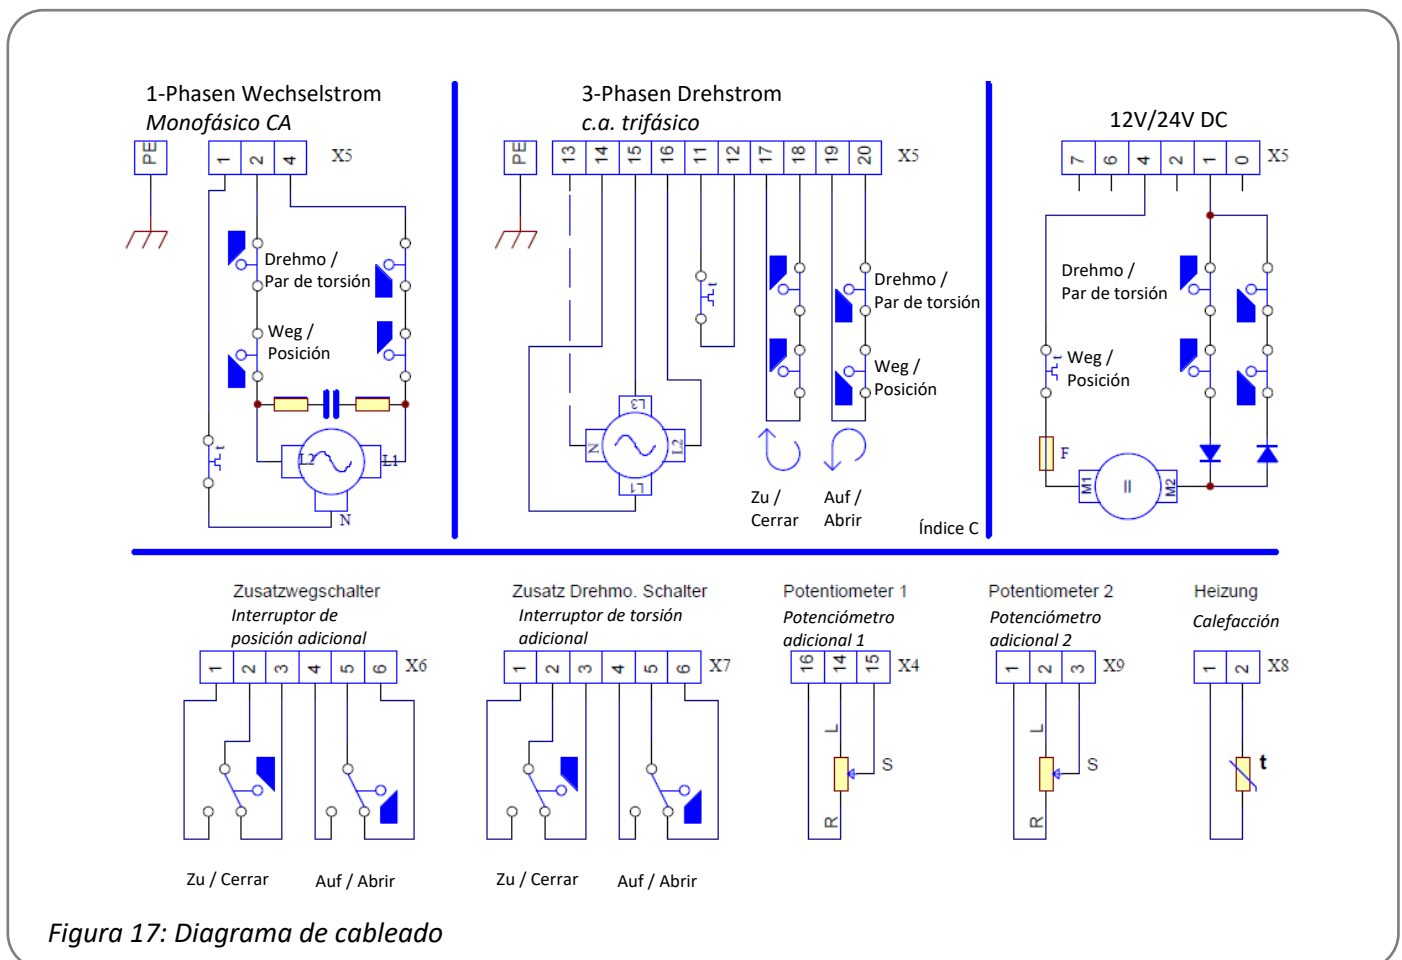 1-Phasen Wechselstrom
Monofásico CA
PE
1 2 4 X5
Drehmo /
Par de torsión
Weg /
Posición
t
L2 L1
N
3-Phasen Drehstrom
c.a. trifásico
PE
13 14 15 16 11 12 17 18 19 20 X5
t
Drehmo /
Par de torsión
Weg /
Posición
L3
N L2
L1
Zu /
Cerrar
Auf /
Abrir
Índice C
12V/24V DC
7 6 4 2 1 0 X5
Drehmo /
Par de torsión
t
Weg /
Posición
F
M1 II M2
Zusatzwegschalter
Interruptor de
posición adicional
1 2 3 4 5 6 X6
Zu / Cerrar Auf / Abrir
Zusatz Drehmo. Schalter
Interruptor de torsión
adicional
1 2 3 4 5 6 X7
Zu / Cerrar Auf / Abrir
Potentiometer 1
Potenciómetro
adicional 1
16 14 15 X4
L
S
R
Potentiometer 2
Potenciómetro
adicional 2
1 2 3 X9
L
S
R
Heizung
Calefacción
1 2 X8
t
Figura 17: Diagrama de cableado